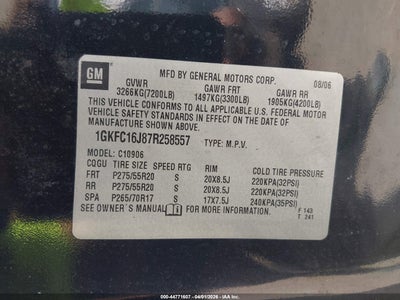 GM
MFD BY GENERAL MOTORS CORP.
08/06
GVWR GAWR FRT GAWR RR
3266KG(7200LB) 1497KG(3300LB) 1905KG(4200LB)
THIS VEHICLE CONFORMS TO ALL APPLICABLE U.S. FEDERAL MOTOR
VEHICLE SAFETY STANDARDS IN EFFECT ON THE DATE OF
MANUFACTURE SHOWN ABOVE.
1GKFC16J87R258557 TYPE: M.P.V.
MODEL: C10906
CQGU TIRE SIZE SPEED RTG RIM COLD TIRE PRESSURE
FRT P275/55R20 S 20X8.5J 220KPA(32PSI)
RR P275/55R20 S 20X8.5J 220KPA(32PSI)
SPA P265/70R17 S 17X7.5J 240KPA(35PSI)
SEE OWNER'S MANUAL FOR ADDITIONAL INFORMATION.
F 143
T 241
000-44771607 - 04/01/2026 - IAAI, Inc.